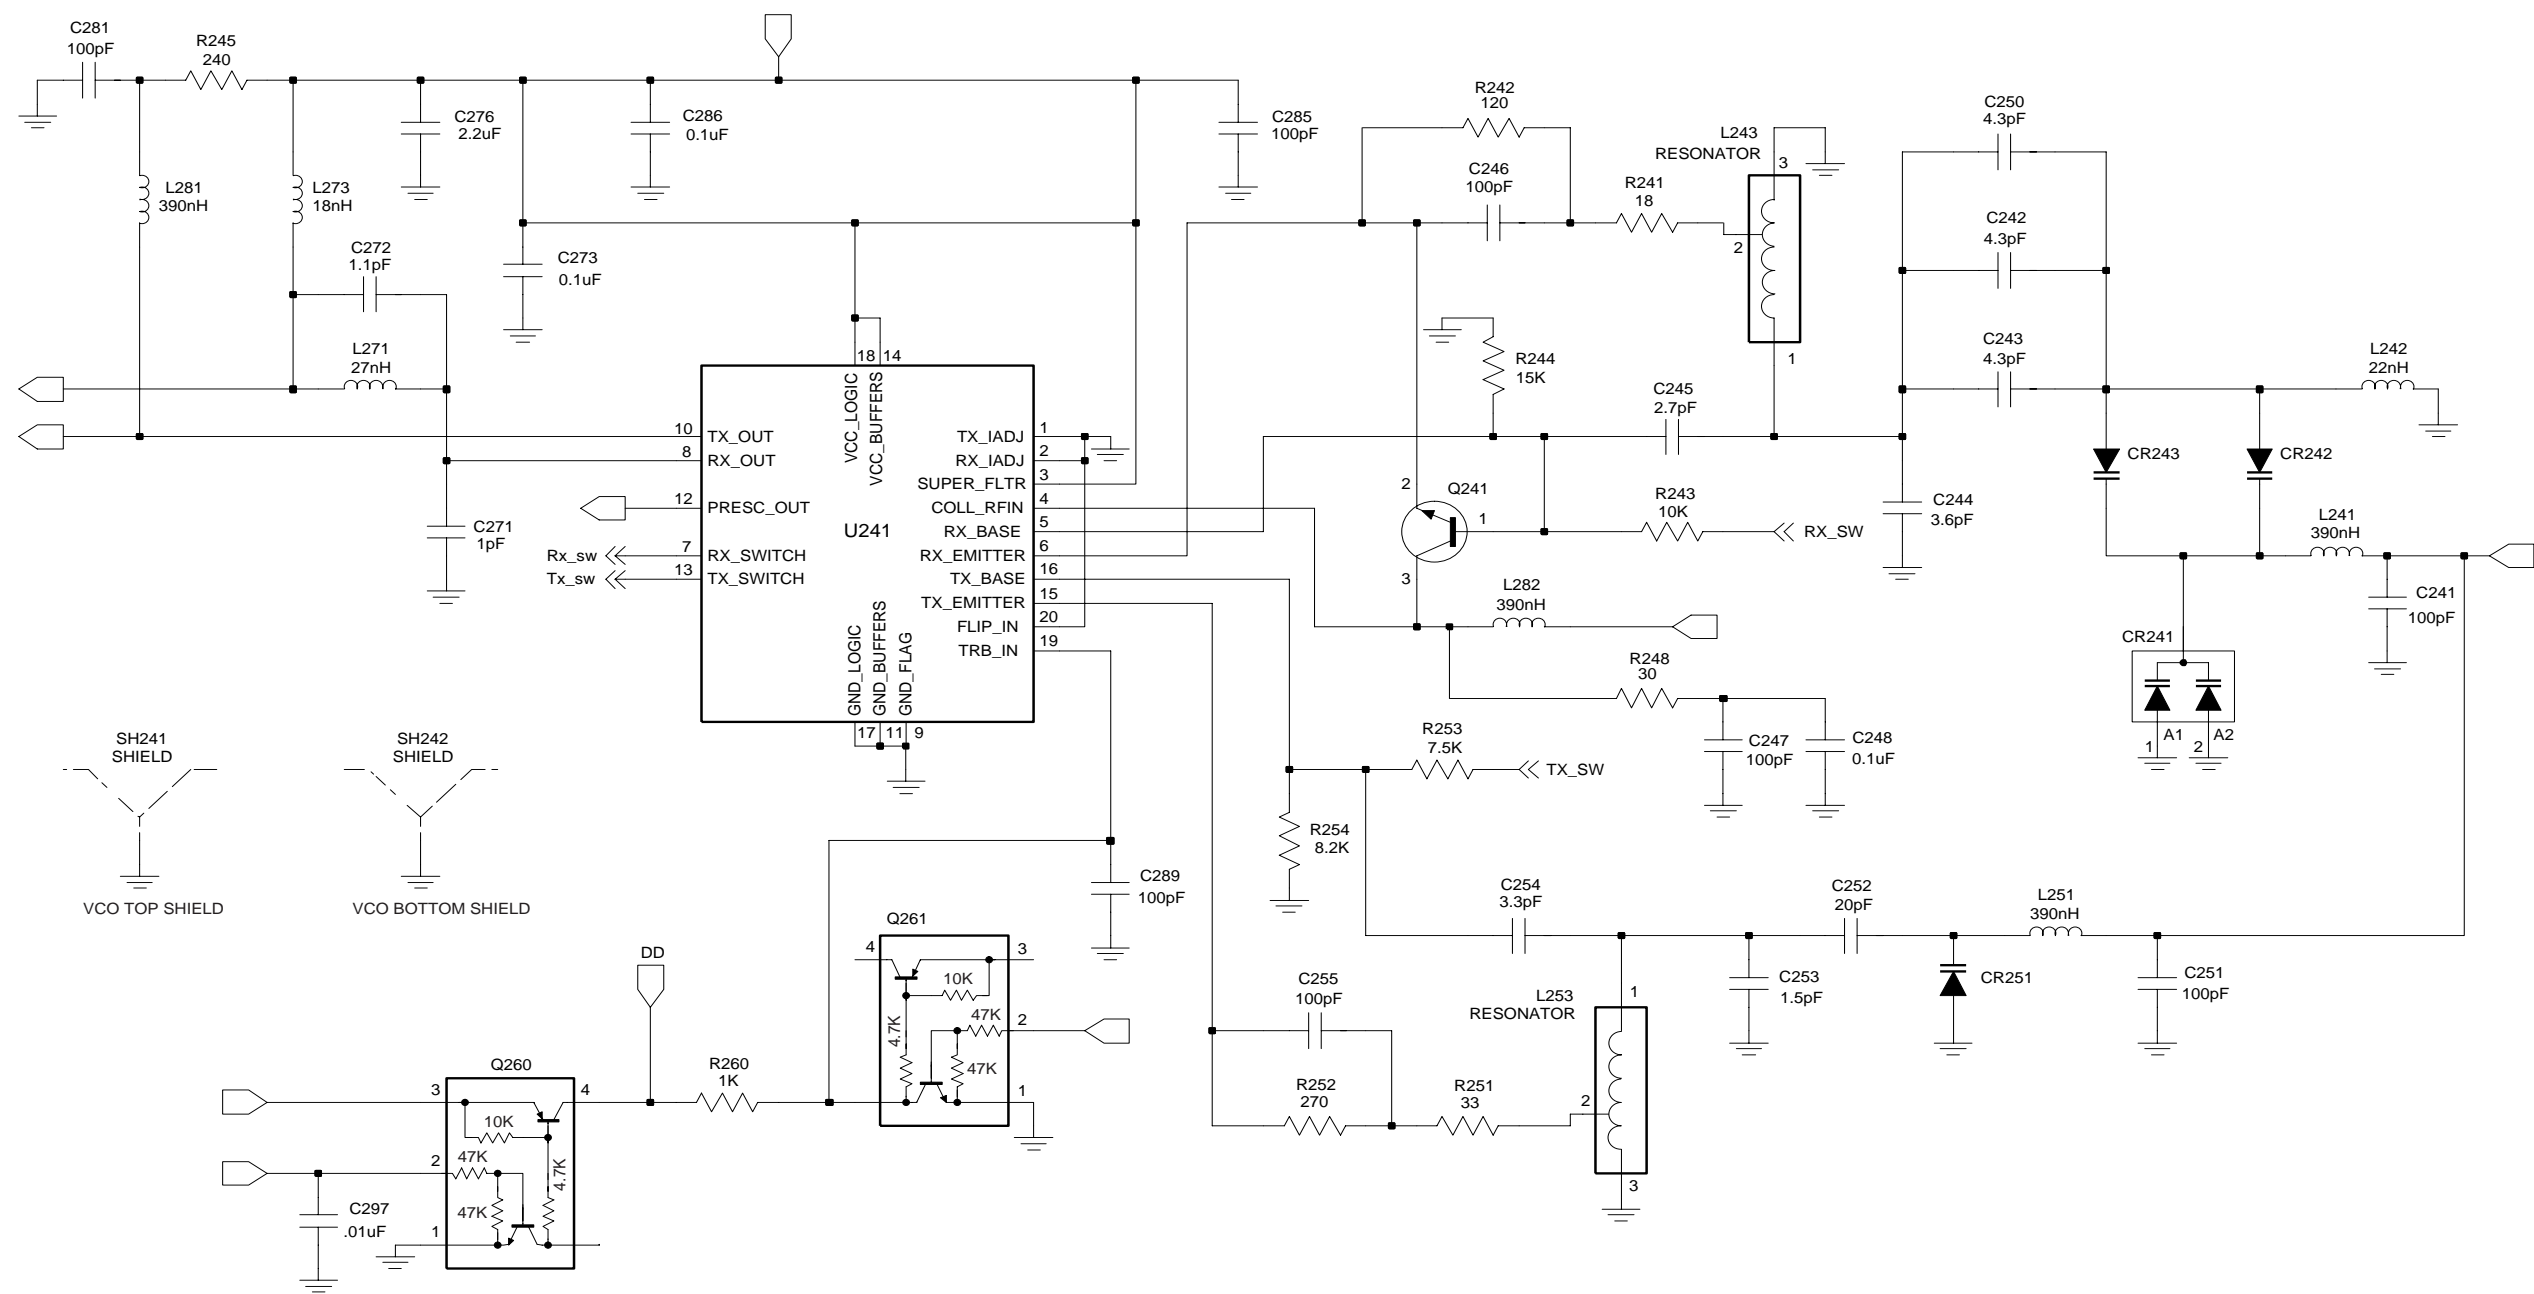 C281
100pF
R245
240
C276
2.2uF
C286
0.1uF
C285
100pF
L281
390nH
L273
18nH
C272
1.1pF
C273
0.1uF
L271
27nH
R242
120
C246
100pF
R241
18
L243
RESONATOR
3
2
1
C250
4.3pF
C242
4.3pF
C243
4.3pF
L242
22nH
R244
15K
C245
2.7pF
18
14
VCC_LOGIC
VCC_BUFFERS
10
TX_OUT
8
RX_OUT
12
PRESC_OUT
7
RX_SWITCH
13
TX_SWITCH
Rx_sw
Tx_sw
U241
TX_IADJ
1
RX_IADJ
2
SUPER_FLTR
3
COLL_RFIN
4
RX_BASE
5
RX_EMITTER
6
TX_BASE
16
TX_EMITTER
15
FLIP_IN
20
TRB_IN
19
GND_LOGIC
GND_BUFFERS
GND_FLAG
17
11
9
C271
1pF
2
Q241
1
3
R243
10K
RX_SW
C244
3.6pF
CR243
CR242
L241
390nH
C241
100pF
CR241
A1
A2
1
2
L282
390nH
R248
30
C247
100pF
C248
0.1uF
R253
7.5K
TX_SW
R254
8.2K
SH241
SHIELD
VCO TOP SHIELD
SH242
SHIELD
VCO BOTTOM SHIELD
C289
100pF
C254
3.3pF
C252
20pF
L251
390nH
C253
1.5pF
CR251
C251
100pF
C255
100pF
L253
RESONATOR
1
2
3
R252
270
R251
33
Q261
4
3
10K
4.7K
47K
2
47K
1
DD
R260
1K
Q260
3
4
10K
47K
2
4.7K
47K
1
C297
.01uF